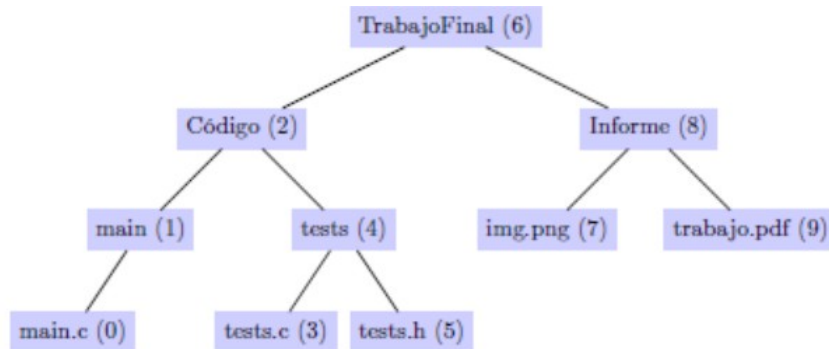 TrabajoFinal (6)
Código (2) Informe (8)
main (1) tests (4) img.png (7) trabajo.pdf (9)
main.c (0) tests.c (3) tests.h (5)